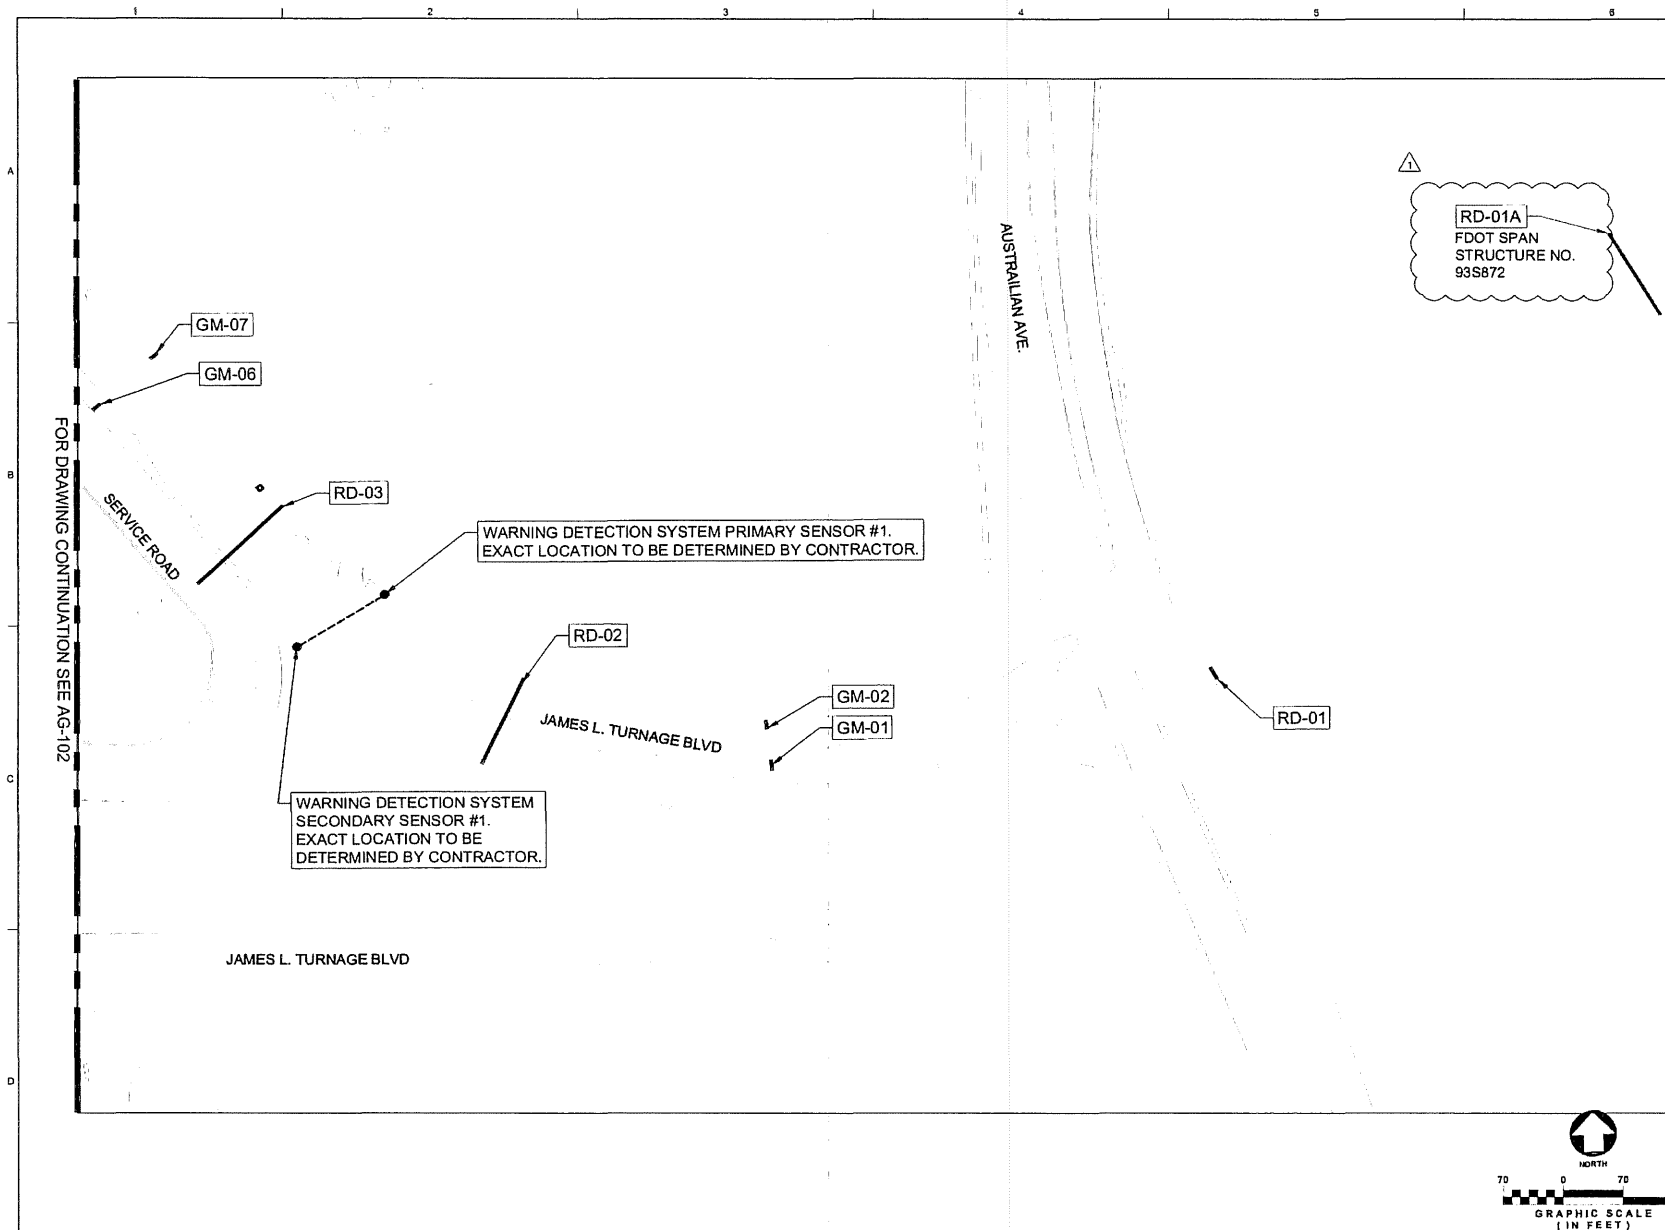 1 2 3 4 5 6
A
B
C
D
1
RD-01A
FDOT SPAN
STRUCTURE NO.
93S872
AUSTRAILIAN AVE.
GM-07
GM-06
FOR DRAWING CONTINUATION SEE AG-102
SERVICE ROAD
RD-03
WARNING DETECTION SYSTEM PRIMARY SENSOR #1.
EXACT LOCATION TO BE DETERMINED BY CONTRACTOR.
RD-02
JAMES L. TURNAGE BLVD
GM-02
GM-01
RD-01
WARNING DETECTION SYSTEM
SECONDARY SENSOR #1.
EXACT LOCATION TO BE
DETERMINED BY CONTRACTOR.
JAMES L. TURNAGE BLVD
NORTH
70 0 70
GRAPHIC SCALE
( IN FEET )